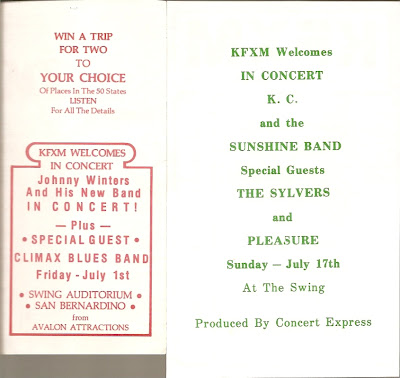 WIN A TRIP
FOR TWO
TO
YOUR CHOICE
Of Places In The 50 States
LISTEN
For All The Details
KFXM WELCOMES
IN CONCERT
Johnny Winters
And His New Band
IN CONCERT!
— Plus —
• SPECIAL GUEST •
CLIMAX BLUES BAND
Friday - July 1st
• SWING AUDITORIUM •
• SAN BERNARDINO •
from
AVALON ATTRACTIONS
KFXM Welcomes
IN CONCERT
K. C.
and the
SUNSHINE BAND
Special Guests
THE SYLVERS
and
PLEASURE
Sunday — July 17th
At The Swing
Produced By Concert Express